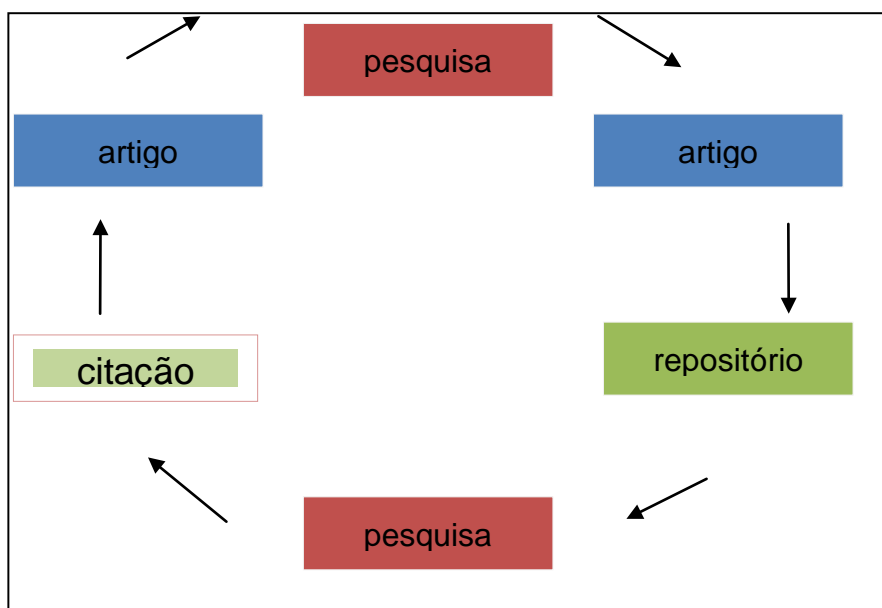 pesquisa
artigo
artigo
citação
repositório
pesquisa